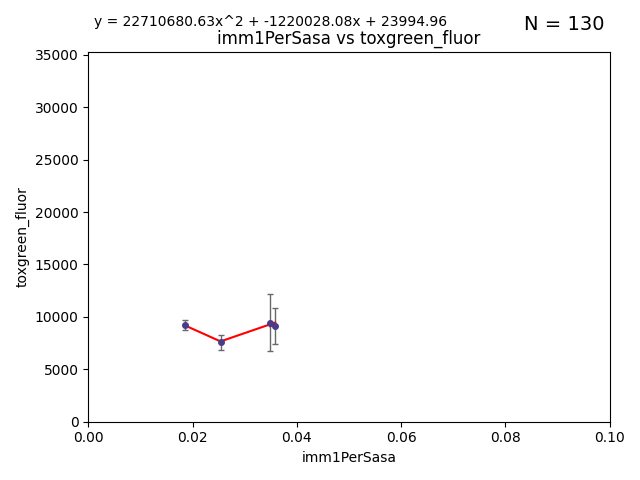 y = 22710680.63x^2 + -1220028.08x + 23994.96
N = 130
imm1PerSasa vs toxgreen_fluor
35000
30000
25000
20000
15000
10000
5000
0
toxgreen_fluor
0.00 0.02 0.04 0.06 0.08 0.10
imm1PerSasa